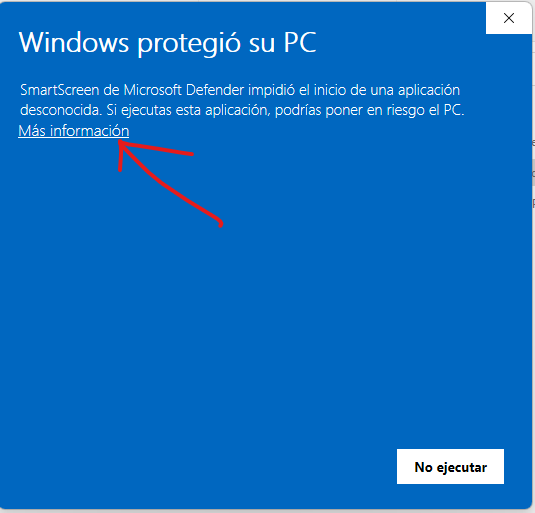 Windows protegió su PC
SmartScreen de Microsoft Defender impidió el inicio de una aplicación
desconocida. Si ejecutas esta aplicación, podrías poner en riesgo el PC.
Más información
No ejecutar